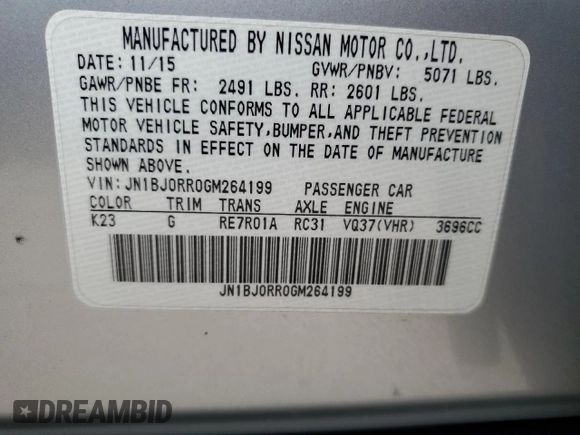 MANUFACTURED BY NISSAN MOTOR CO.,LTD.
DATE: 11/15 GVWR/PNBV: 5071 LBS.
GAWR/PNBE FR: 2491 LBS. RR: 2601 LBS.
THIS VEHICLE CONFORMS TO ALL APPLICABLE FEDERAL
MOTOR VEHICLE SAFETY,BUMPER,AND THEFT PREVENTION
STANDARDS IN EFFECT ON THE DATE OF MANUFACTURE
SHOWN ABOVE.
VIN: JN1BJ0RR0GM264199 PASSENGER CAR
COLOR TRIM TRANS AXLE ENGINE
K23 G RE7R01A RC31 VQ37(VHR) 3696CC
JN1BJ0RR0GM264199
DREAMBID